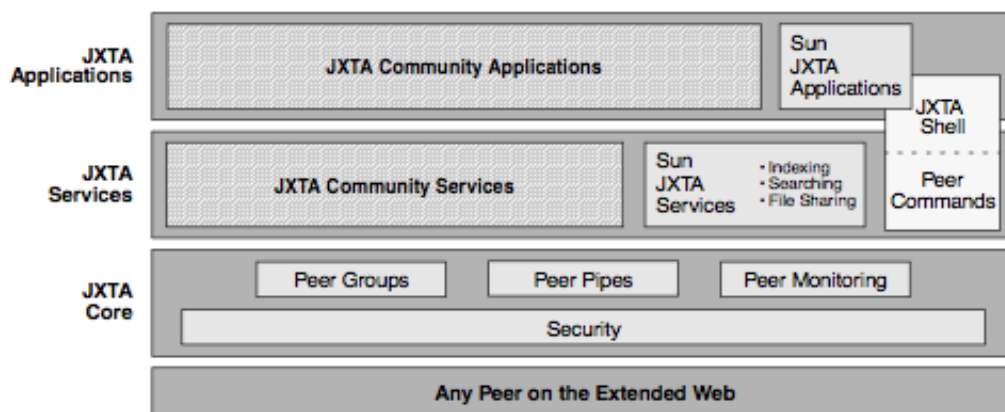 JXTA
Applications
JXTA Community Applications
Sun
JXTA
Applications
JXTA
Shell
JXTA
Services
JXTA Community Services
Sun
JXTA
Services
• Indexing
• Searching
• File Sharing
Peer
Commands
JXTA
Core
Peer Groups
Peer Pipes
Peer Monitoring
Security
Any Peer on the Extended Web